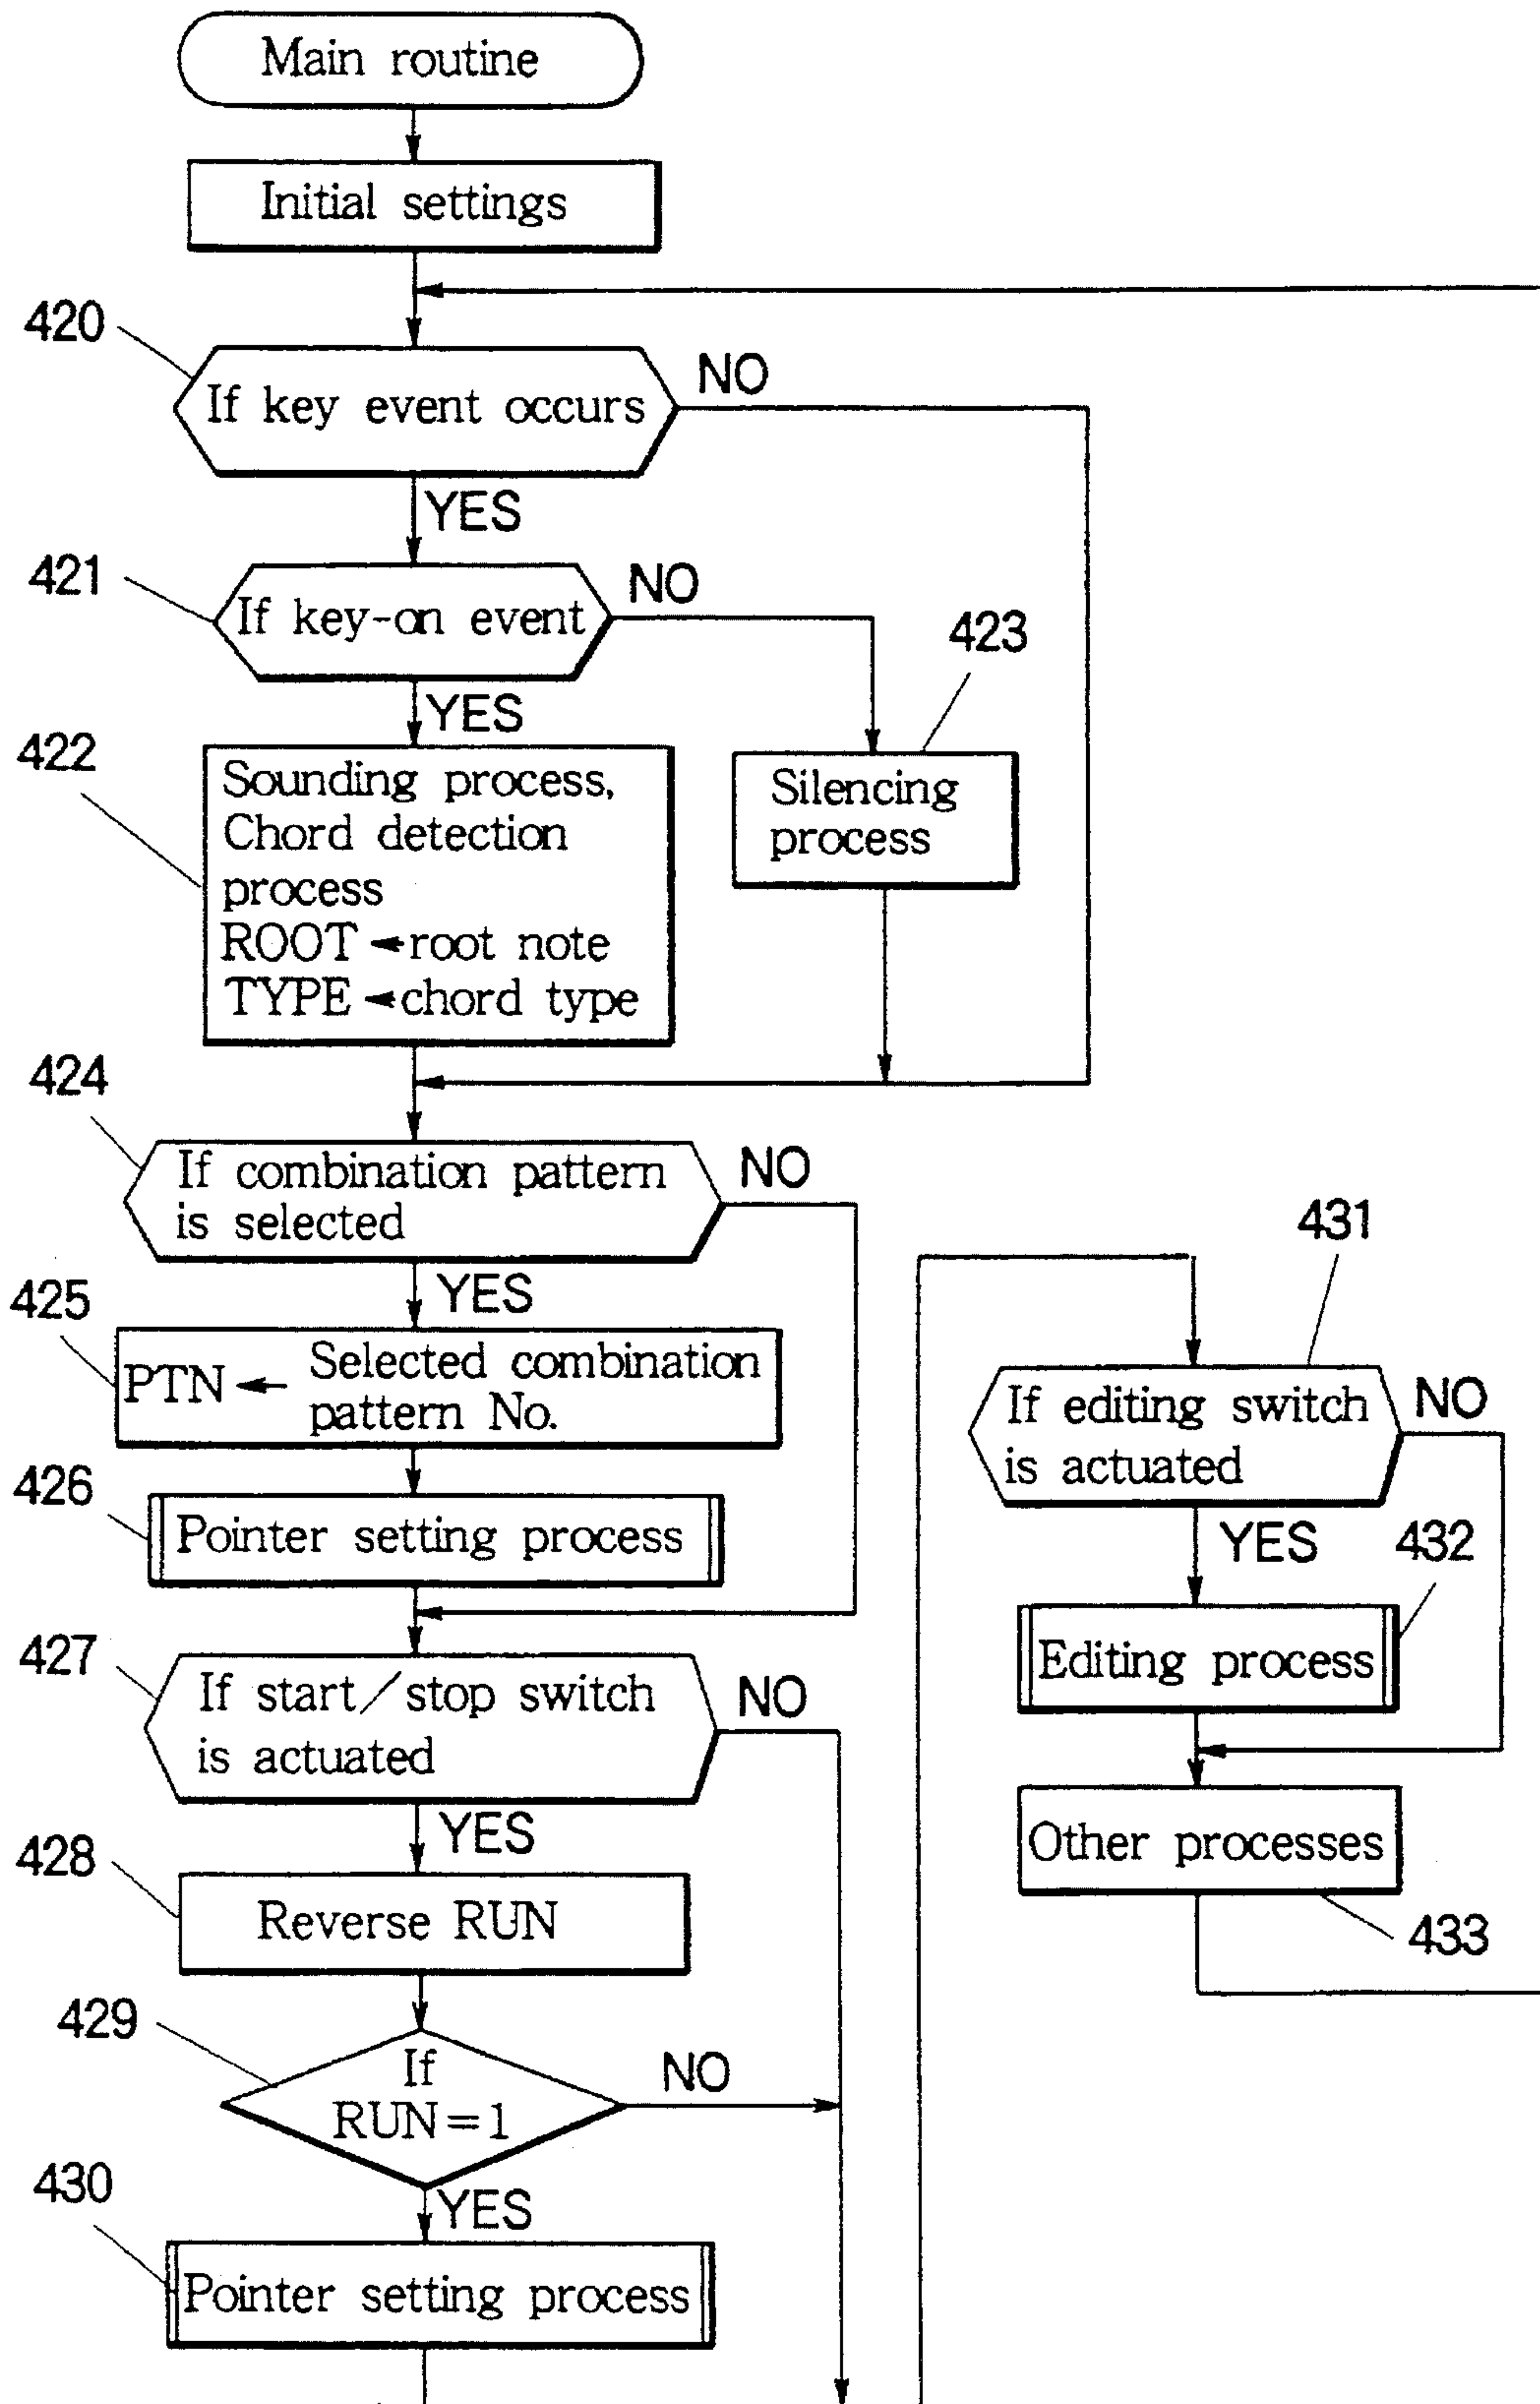 Main routine
Initial settings
420
If key event occurs
NO
YES
421
If key-on event
NO
YES
423
422
Sounding process,
Chord detection
process
ROOT ← root note
TYPE ← chord type
Silencing
process
424
If combination pattern
is selected
NO
YES
425
PTN ← Selected combination
pattern No.
426
Pointer setting process
427
If start/stop switch
is actuated
NO
YES
428
Reverse RUN
429
If
RUN=1
NO
YES
430
Pointer setting process
431
If editing switch
is actuated
NO
YES
432
Editing process
Other processes
433